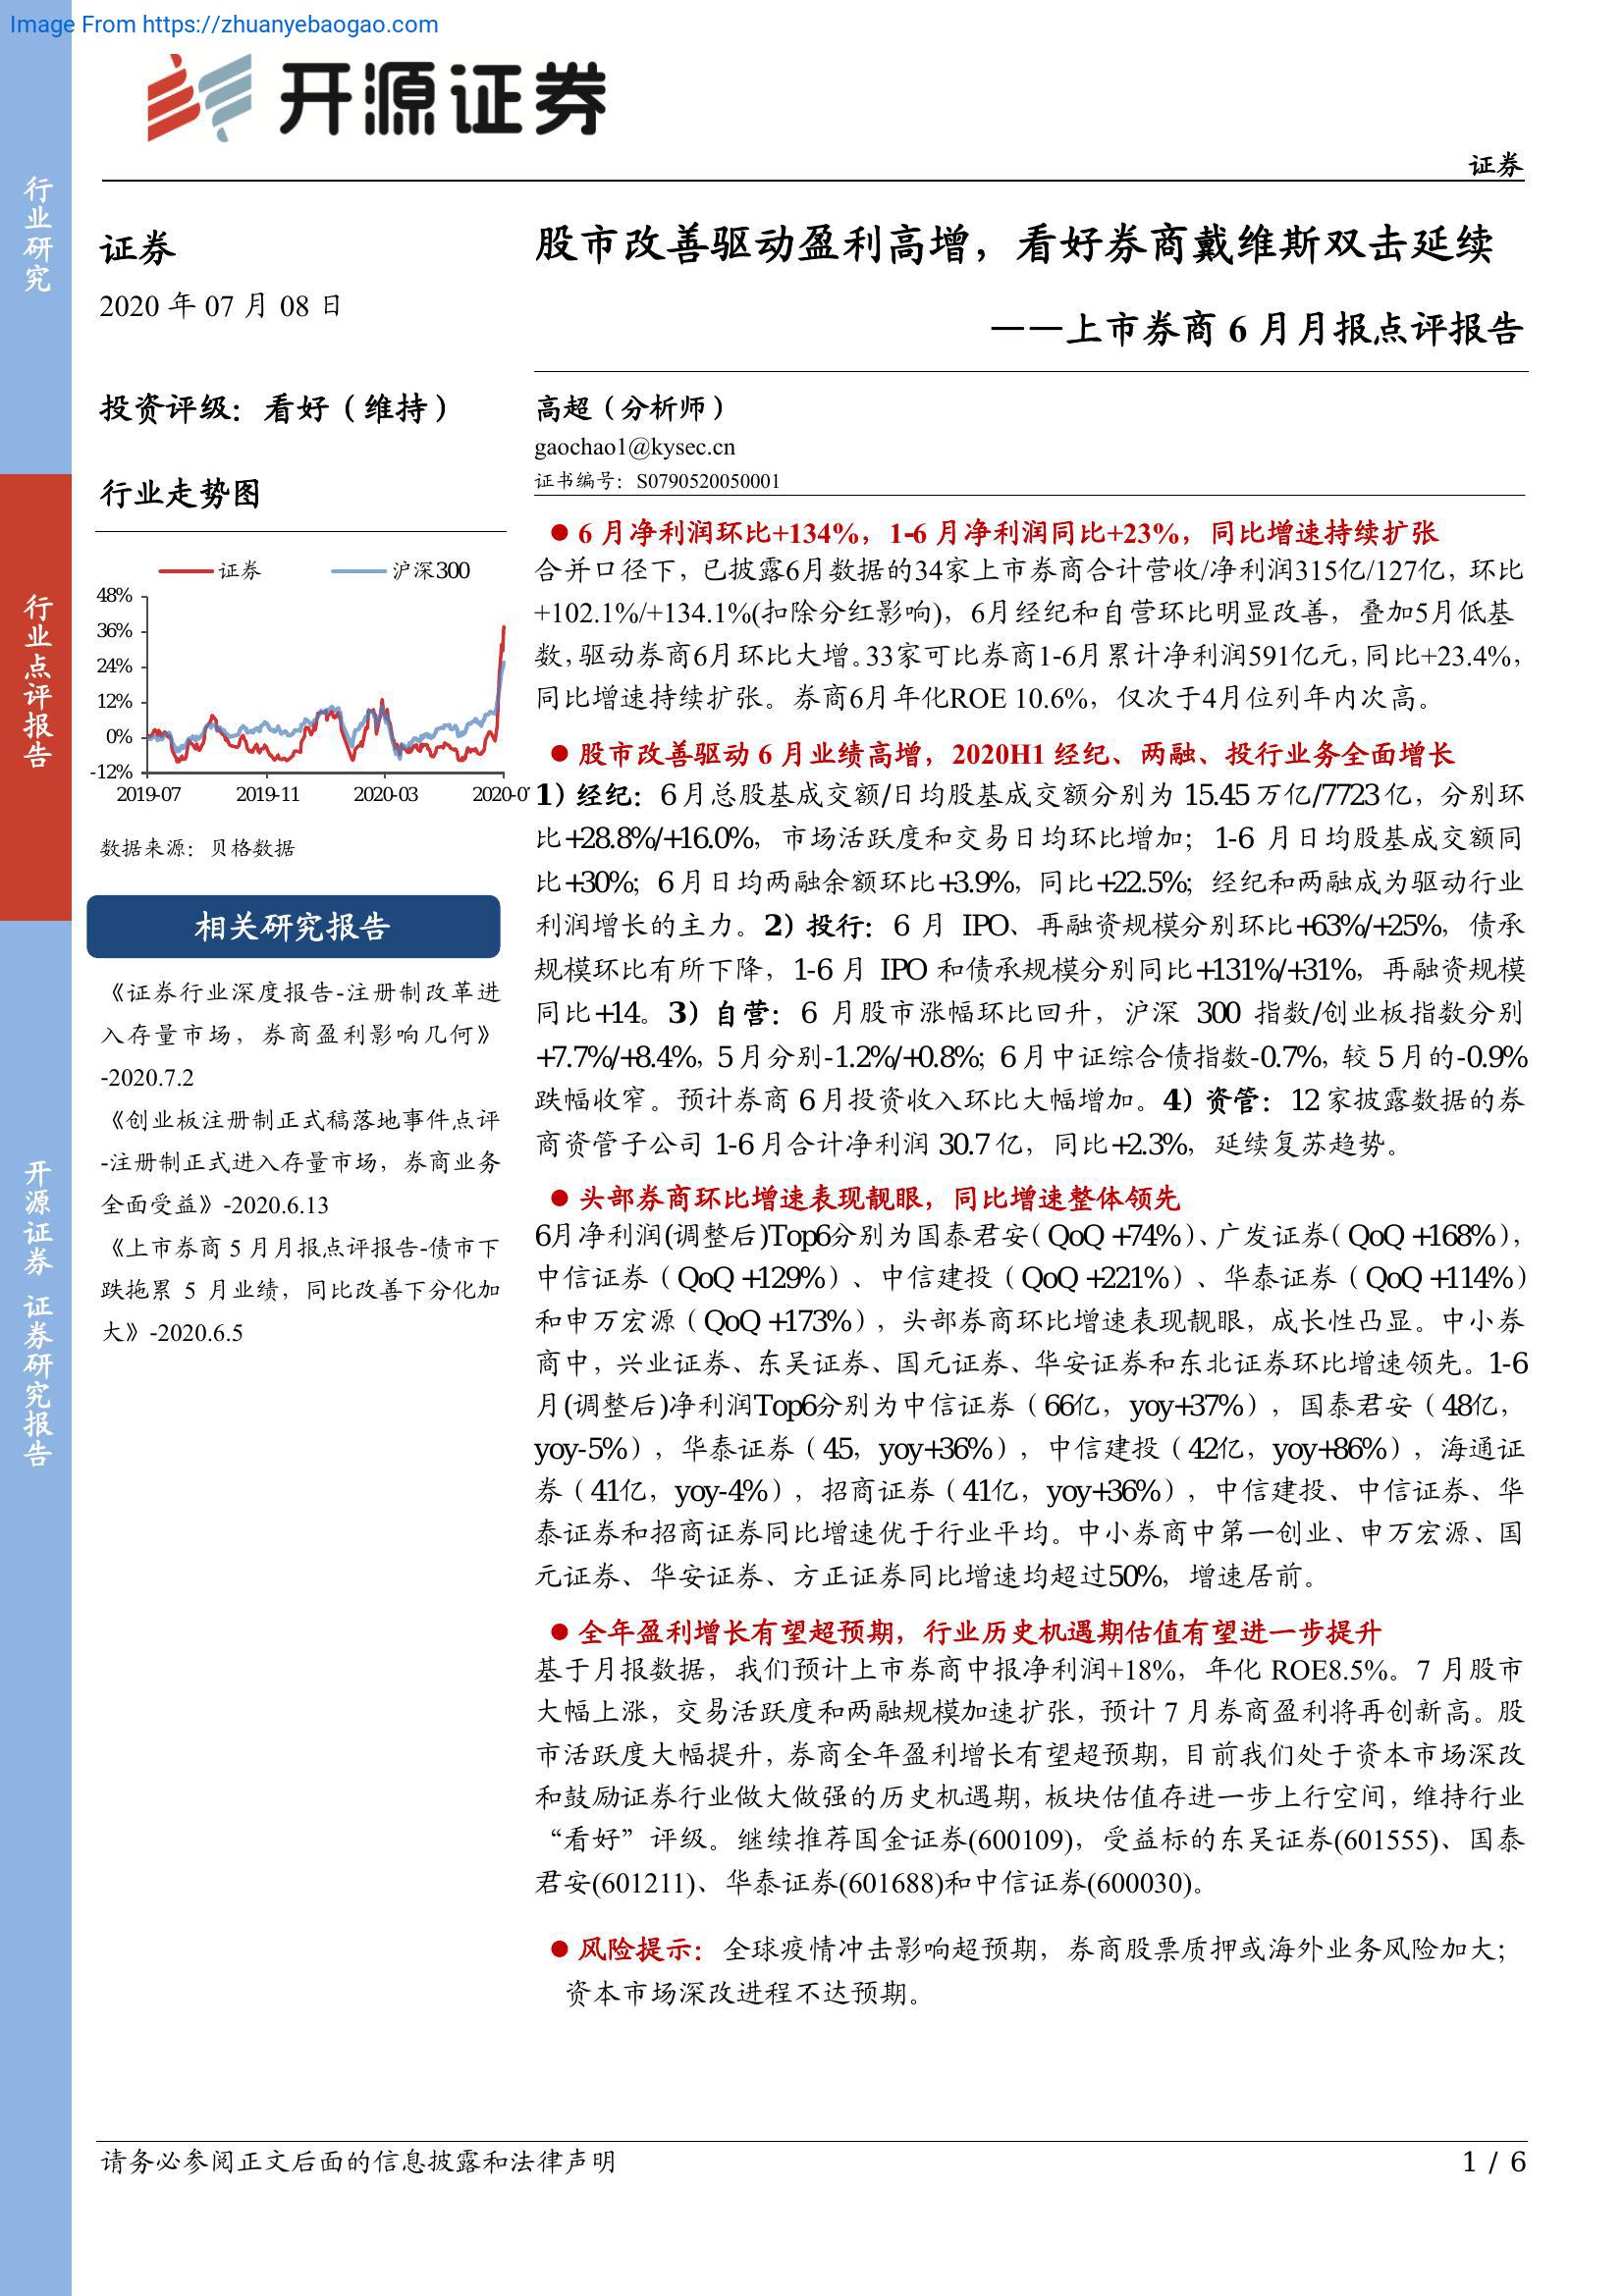 Image From https://zhuanyebaogao.com
开源证券
证券
行业研究
行业点评报告
开源证券 证券研究报告
证券
2020 年 07 月 08 日
投资评级：看好（维持）
行业走势图
证券 沪深300
48%
36%
24%
12%
0%
-12%
2019-07 2019-11 2020-03 2020-0
数据来源：贝格数据
相关研究报告
《证券行业深度报告-注册制改革进
入存量市场，券商盈利影响几何》
-2020.7.2
《创业板注册制正式稿落地事件点评
-注册制正式进入存量市场，券商业务
全面受益》-2020.6.13
《上市券商 5 月月报点评报告-债市下
跌拖累 5 月业绩，同比改善下分化加
大》-2020.6.5
股市改善驱动盈利高增，看好券商戴维斯双击延续
——上市券商 6 月月报点评报告
高超（分析师）
gaochao1@kysec.cn
证书编号：S0790520050001
● 6 月净利润环比+134%，1-6 月净利润同比+23%，同比增速持续扩张
合并口径下，已披露6月数据的34家上市券商合计营收/净利润315亿/127亿，环比
+102.1%/+134.1%(扣除分红影响)，6月经纪和自营环比明显改善，叠加5月低基
数，驱动券商6月环比大增。33家可比券商1-6月累计净利润591亿元，同比+23.4%，
同比增速持续扩张。券商6月年化ROE 10.6%，仅次于4月位列年内次高。
● 股市改善驱动 6 月业绩高增，2020H1 经纪、两融、投行业务全面增长
1）经纪：6 月总股基成交额/日均股基成交额分别为 15.45 万亿/7723 亿，分别环
比+28.8%/+16.0%，市场活跃度和交易日均环比增加；1-6 月日均股基成交额同
比+30%；6 月日均两融余额环比+3.9%，同比+22.5%；经纪和两融成为驱动行业
利润增长的主力。2）投行：6 月 IPO、再融资规模分别环比+63%/+25%，债承
规模环比有所下降，1-6 月 IPO 和债承规模分别同比+131%/+31%，再融资规模
同比+14。3）自营：6 月股市涨幅环比回升，沪深 300 指数/创业板指数分别
+7.7%/+8.4%，5 月分别-1.2%/+0.8%；6 月中证综合债指数-0.7%，较 5 月的-0.9%
跌幅收窄。预计券商 6 月投资收入环比大幅增加。4）资管：12 家披露数据的券
商资管子公司 1-6 月合计净利润 30.7 亿，同比+2.3%，延续复苏趋势。
● 头部券商环比增速表现靓眼，同比增速整体领先
6月净利润(调整后)Top6分别为国泰君安（QoQ +74%）、广发证券（QoQ +168%），
中信证券（QoQ +129%）、中信建投（QoQ +221%）、华泰证券（QoQ +114%）
和申万宏源（QoQ +173%），头部券商环比增速表现靓眼，成长性凸显。中小券
商中，兴业证券、东吴证券、国元证券、华安证券和东北证券环比增速领先。1-6
月(调整后)净利润Top6分别为中信证券（66亿，yoy+37%），国泰君安（48亿，
yoy-5%），华泰证券（45，yoy+36%），中信建投（42亿，yoy+86%），海通证
券（41亿，yoy-4%），招商证券（41亿，yoy+36%），中信建投、中信证券、华
泰证券和招商证券同比增速优于行业平均。中小券商中第一创业、申万宏源、国
元证券、华安证券、方正证券同比增速均超过50%，增速居前。
● 全年盈利增长有望超预期，行业历史机遇期估值有望进一步提升
基于月报数据，我们预计上市券商中报净利润+18%，年化 ROE8.5%。7 月股市
大幅上涨，交易活跃度和两融规模加速扩张，预计 7 月券商盈利将再创新高。股
市活跃度大幅提升，券商全年盈利增长有望超预期，目前我们处于资本市场深改
和鼓励证券行业做大做强的历史机遇期，板块估值存进一步上行空间，维持行业
“看好”评级。继续推荐国金证券(600109)，受益标的东吴证券(601555)、国泰
君安(601211)、华泰证券(601688)和中信证券(600030)。
● 风险提示：全球疫情冲击影响超预期，券商股票质押或海外业务风险加大；
资本市场深改进程不达预期。
请务必参阅正文后面的信息披露和法律声明
1 / 6